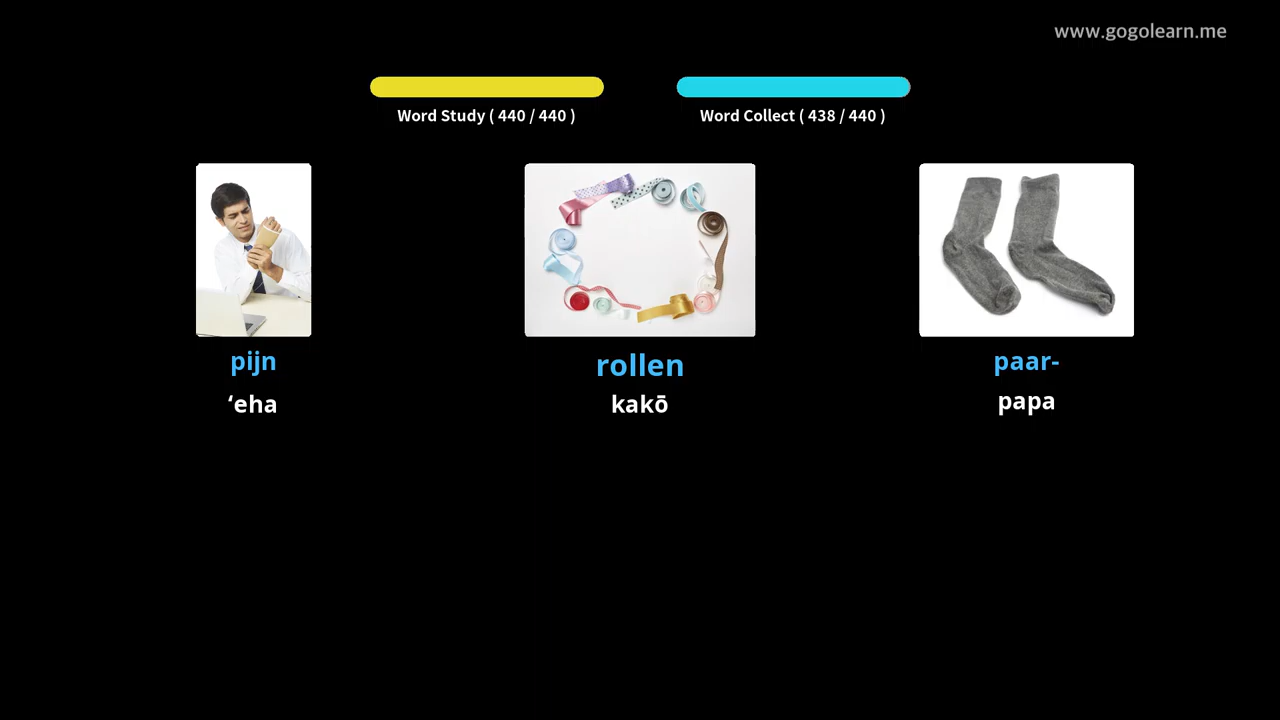 www.gogolearn.me
Word Study ( 440 / 440 )
Word Collect ( 438 / 440 )
pijn
ʻeha
rollen
kakō
paar-
papa